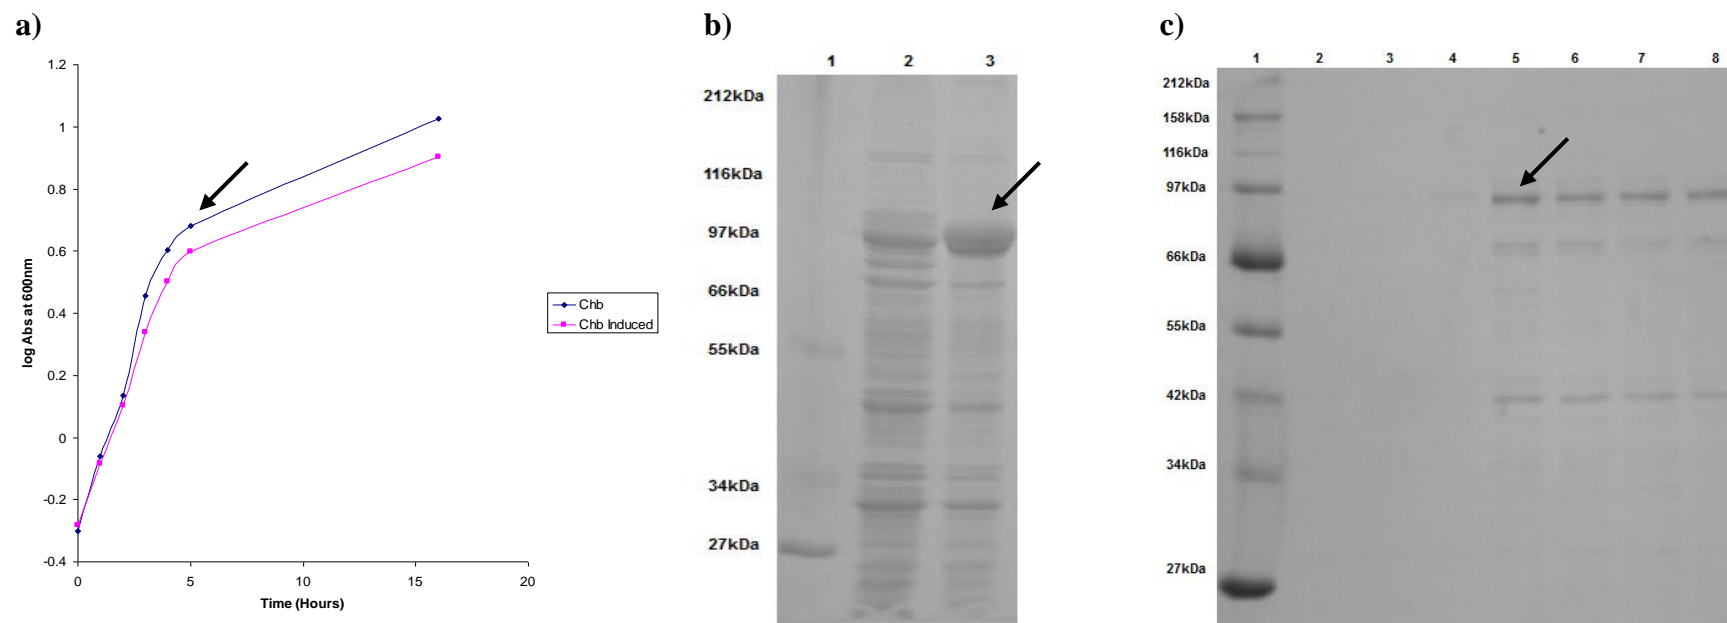 a)
1.2
1
0.8
0.6
0.4
0.2
0
-0.2
-0.4
0 5 10 15 20
log Abs at 600nm
Time (Hours)
Chb
Chb Induced
b)
1 2 3
212kDa
116kDa
97kDa
66kDa
55kDa
34kDa
27kDa
c)
1 2 3 4 5 6 7 8
212kDa
158kDa
116kDa
97kDa
66kDa
55kDa
42kDa
34kDa
27kDa